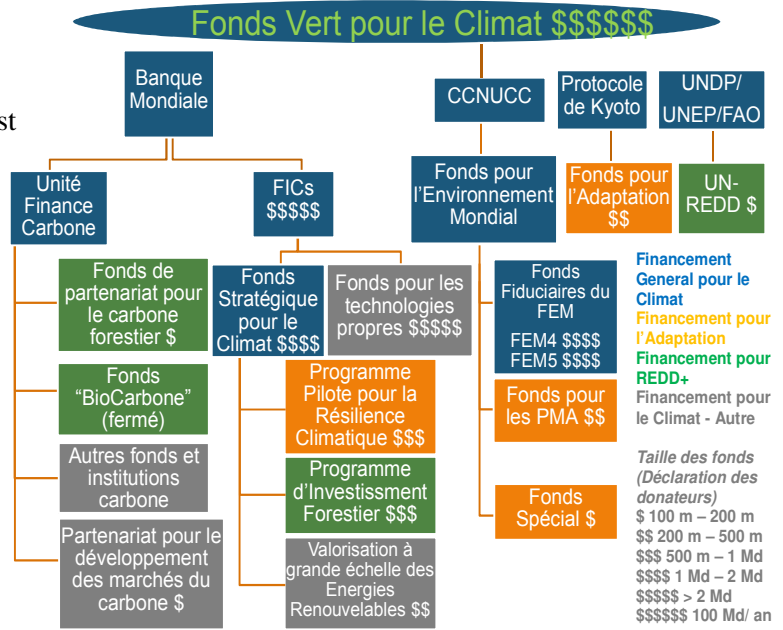 Fonds Vert pour le Climat $$$$$$
st
Banque
Mondiale
CCNUCC
Protocole
de Kyoto
UNDP/
UNEP/FAO
Unité
Finance
Carbone
FICs
$$$$$
Fonds pour
l’Environnement
Mondial
Fonds pour
l’Adaptation
$$
UN-
REDD $
Fonds de
partenariat pour
le carbone
forestier $
Fonds
“BioCarbone”
(fermé)
Autres fonds et
institutions
carbone
Partenariat pour le
développement
des marchés du
carbone $
Fonds
Stratégique
pour le
Climat $$$$
Fonds pour les
technologies
propres $$$$$
Programme
Pilote pour la
Résilience
Climatique $$$
Programme
d’Investissment
Forestier $$$
Valorisation à
grande échelle des
Energies
Renouvelables $$
Fonds
Fiduciaires du
FEM
FEM4 $$$$
FEM5 $$$$
Fonds pour
les PMA $$
Fonds
Spécial $
Financement
General pour le
Climat
Financement pour
l’Adaptation
Financement pour
REDD+
Financement pour
le Climat - Autre
Taille des fonds
(Déclaration des
donateurs)
$ 100 m – 200 m
$$ 200 m – 500 m
$$$ 500 m – 1 Md
$$$$ 1 Md – 2 Md
$$$$$ > 2 Md
$$$$$$ 100 Md/ an